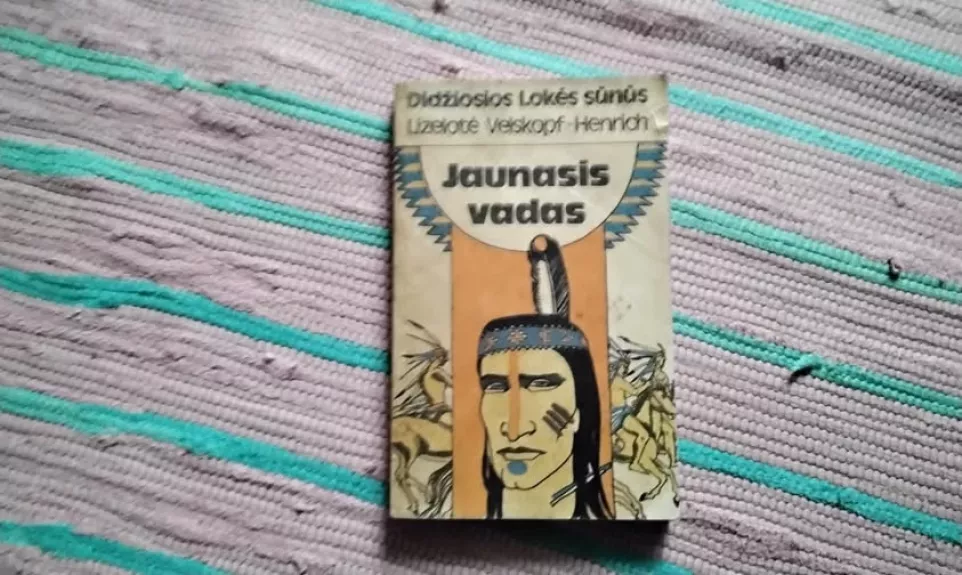 Didžiosios Lokės sūnūs
Lizelotė Velskopf-Henrich
Jaunasis
vadas